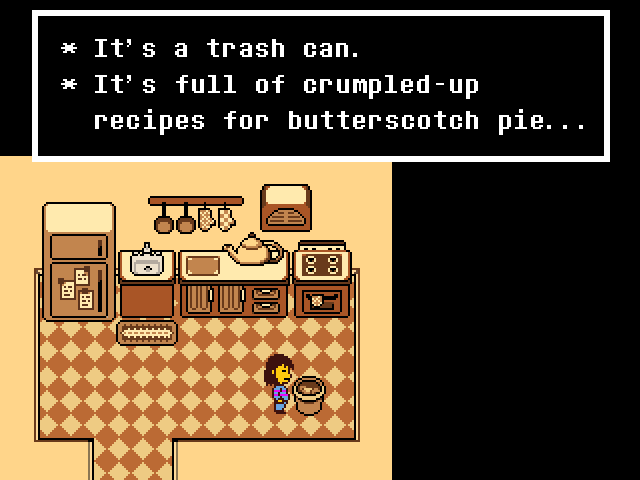 * It's a trash can.
* It's full of crumpled-up
recipes for butterscotch pie...